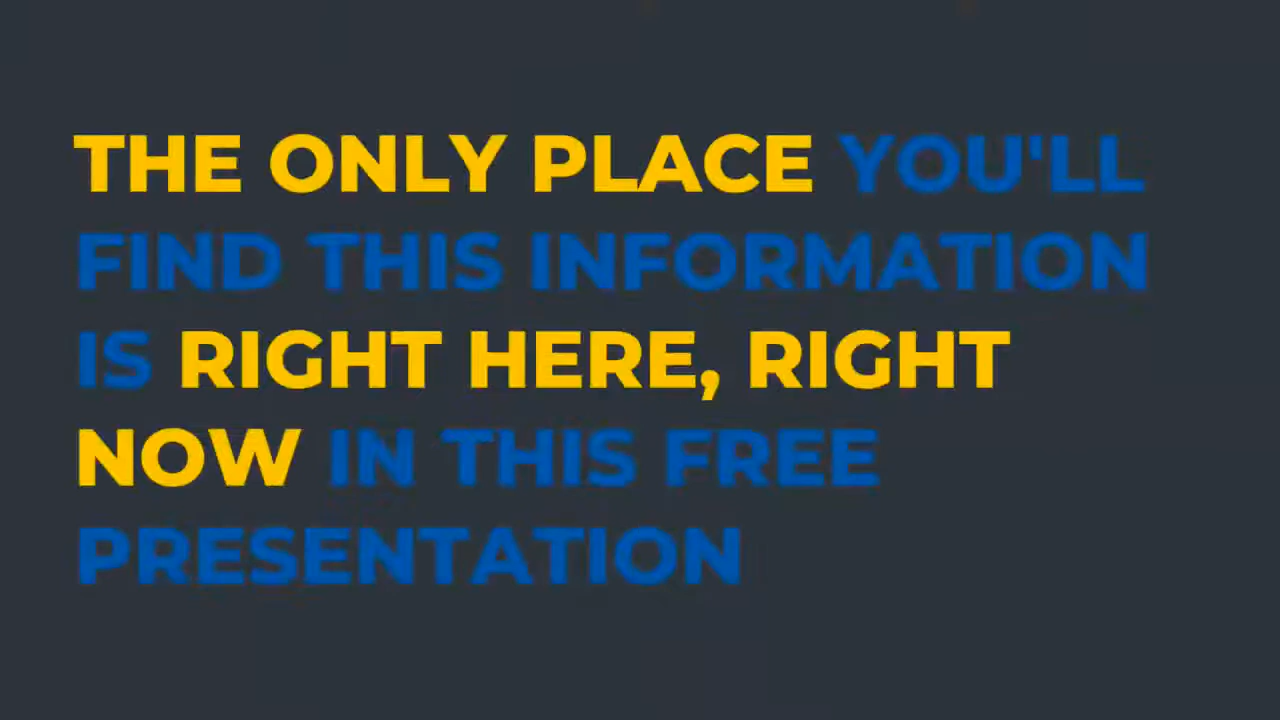 THE ONLY PLACE YOU'LL
FIND THIS INFORMATION
IS RIGHT HERE, RIGHT
NOW IN THIS FREE
PRESENTATION